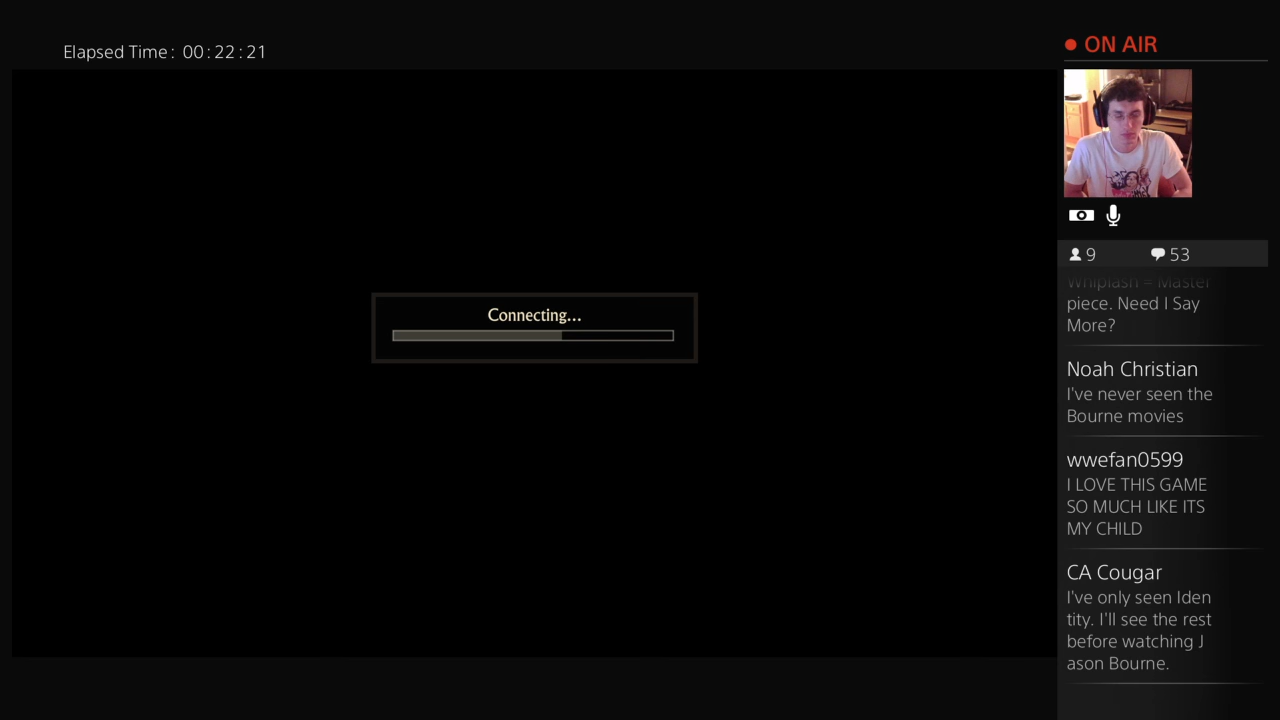 Elapsed Time: 00:22:21
ON AIR
Connecting...
9
53
Whiplash = Master
piece. Need I Say
More?
Noah Christian
I've never seen the
Bourne movies
wwefan0599
I LOVE THIS GAME
SO MUCH LIKE ITS
MY CHILD
CA Cougar
I've only seen Iden
tity. I'll see the rest
before watching J
ason Bourne.